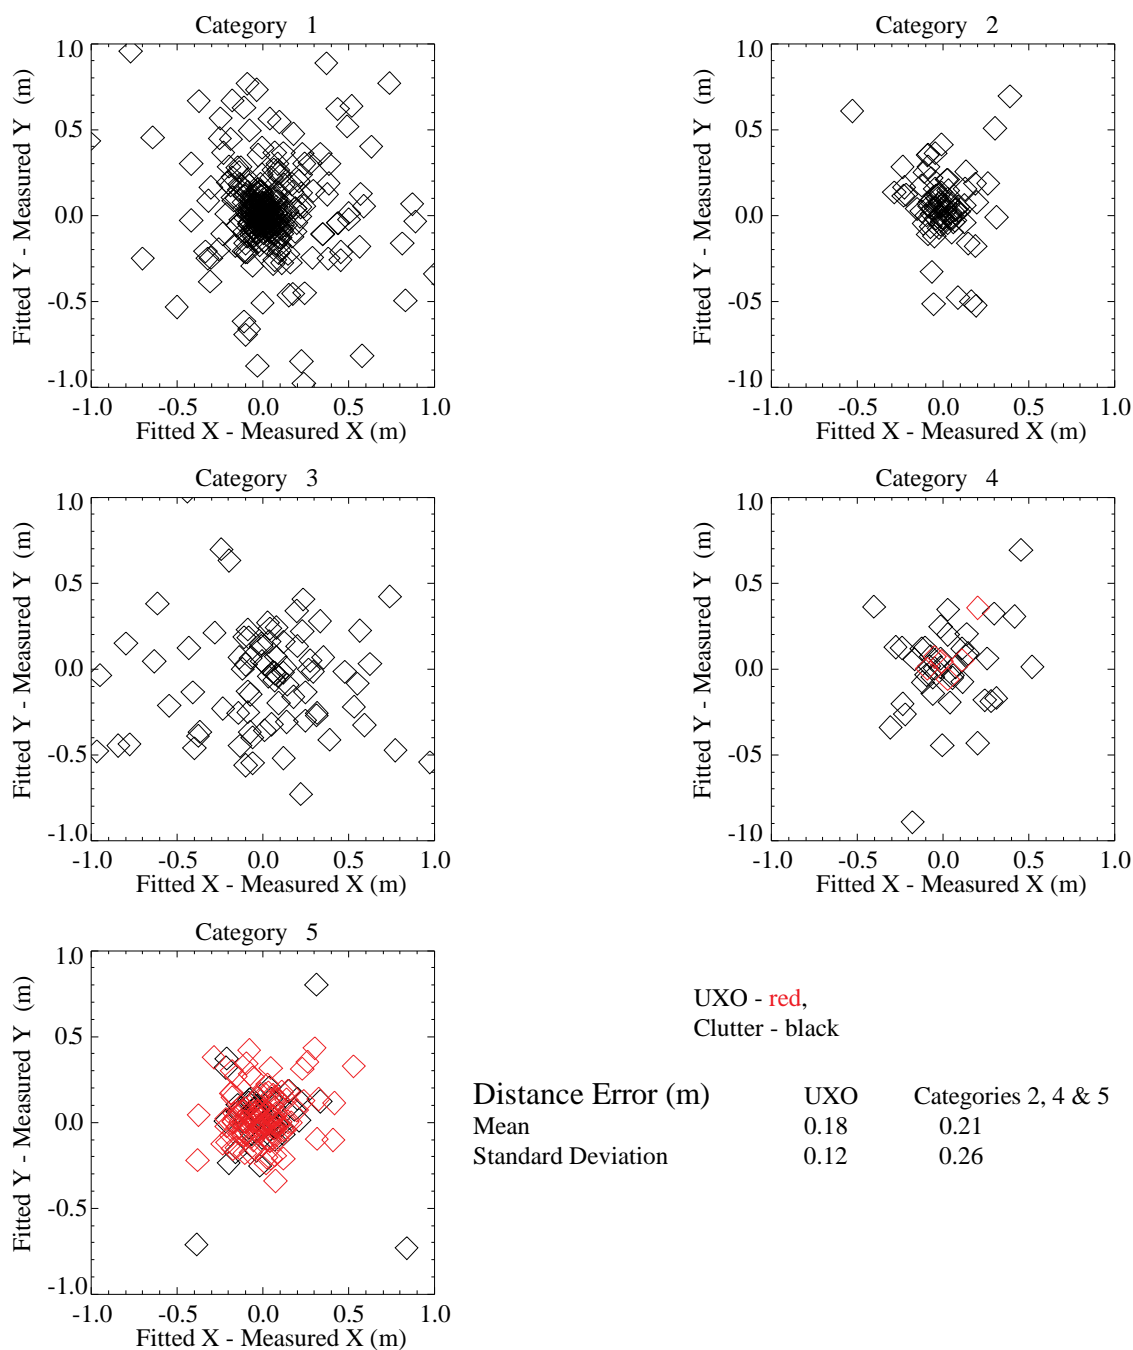 Category 1
1.0
0.5
0.0
-0.5
-1.0
-1.0 -0.5 0.0 0.5 1.0
Fitted X - Measured X (m)
Fitted Y - Measured Y (m)
Category 2
1.0
0.5
0.0
-0.5
-10
-1.0 -0.5 0.0 0.5 1.0
Fitted X - Measured X (m)
Fitted Y - Measured Y (m)
Category 3
1.0
0.5
0.0
-0.5
-1.0
-1.0 -0.5 0.0 0.5 1.0
Fitted X - Measured X (m)
Fitted Y - Measured Y (m)
Category 4
1.0
0.5
0.0
-0.5
-10
-1.0 -0.5 0.0 0.5 1.0
Fitted X - Measured X (m)
Fitted Y - Measured Y (m)
Category 5
1.0
0.5
0.0
-0.5
-1.0
-1.0 -0.5 0.0 0.5 1.0
Fitted X - Measured X (m)
Fitted Y - Measured Y (m)
UXO - red,
Clutter - black
Distance Error (m) UXO Categories 2, 4 & 5
Mean 0.18 0.21
Standard Deviation 0.12 0.26